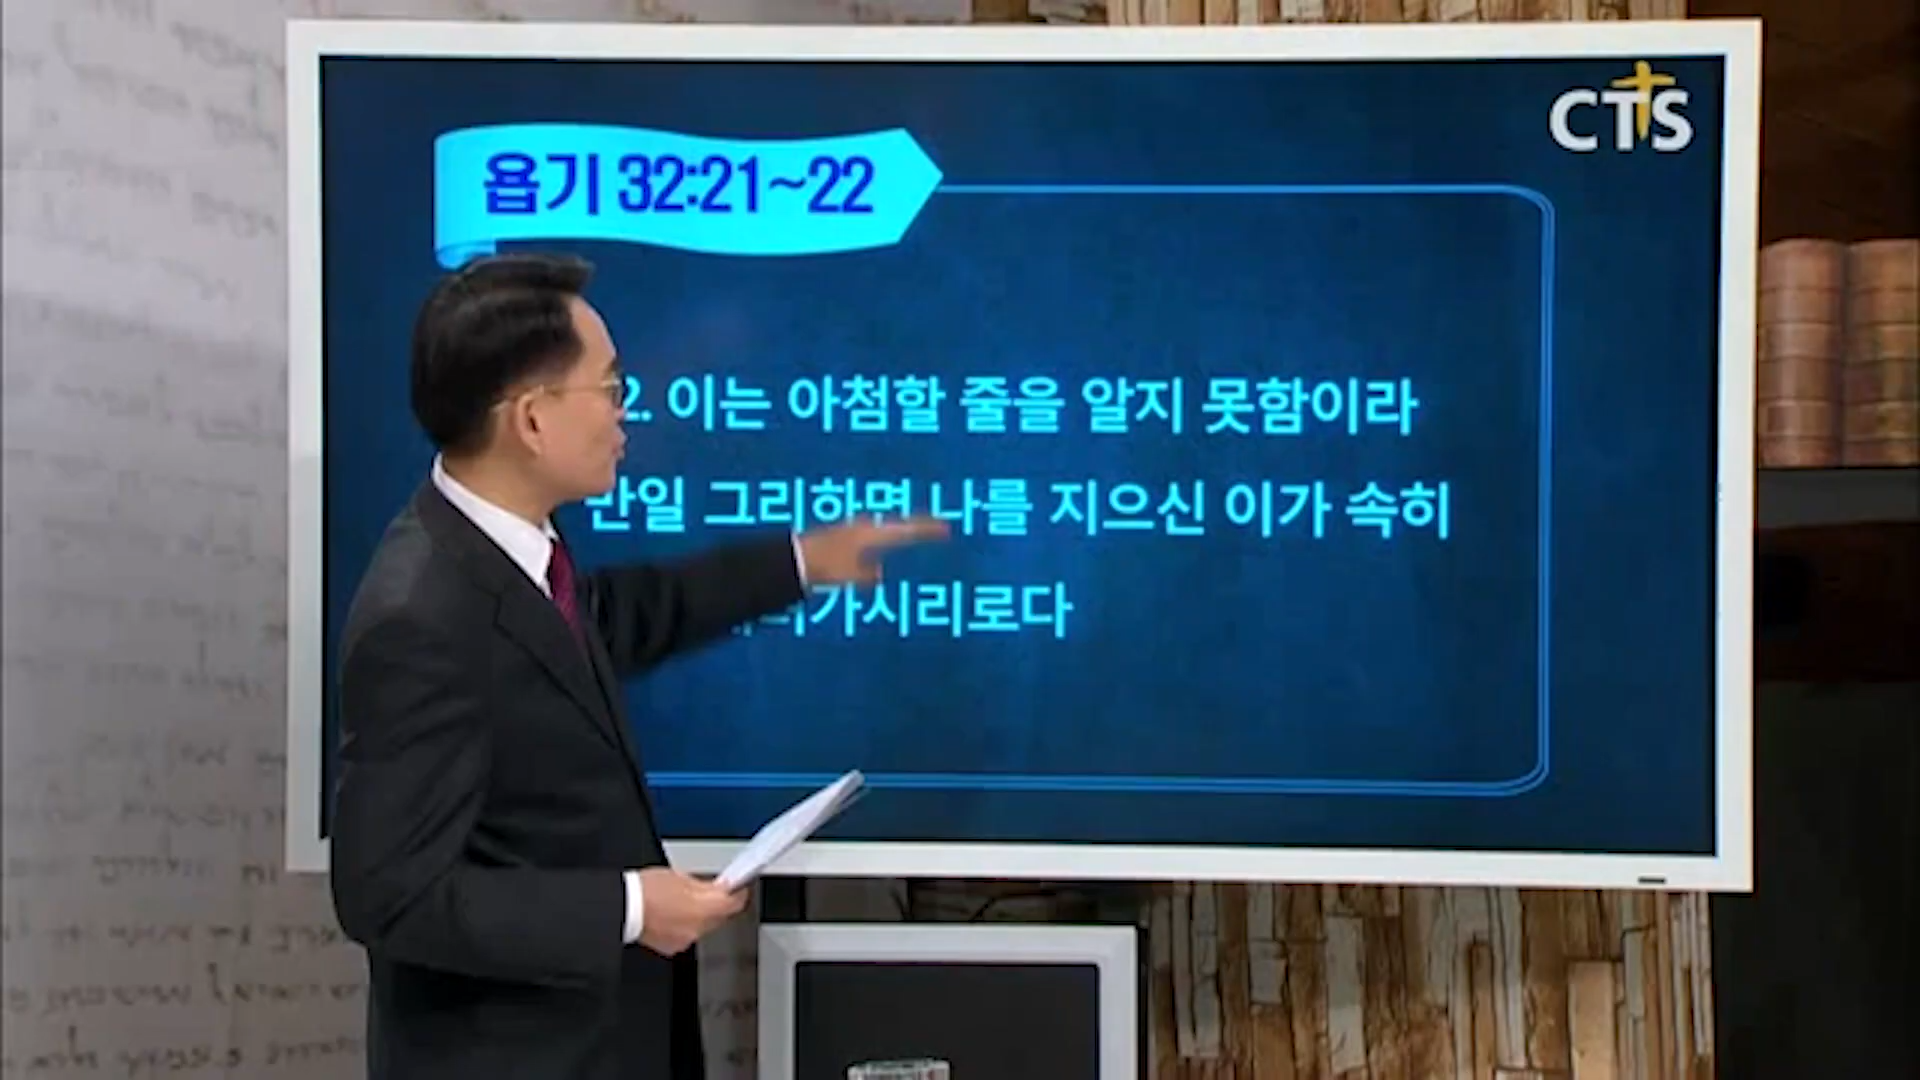 CTS
욥기 32:21~22
2. 이는 아첨할 줄을 알지 못함이라
만일 그리하면 나를 지으신 이가 속히
가시리로다